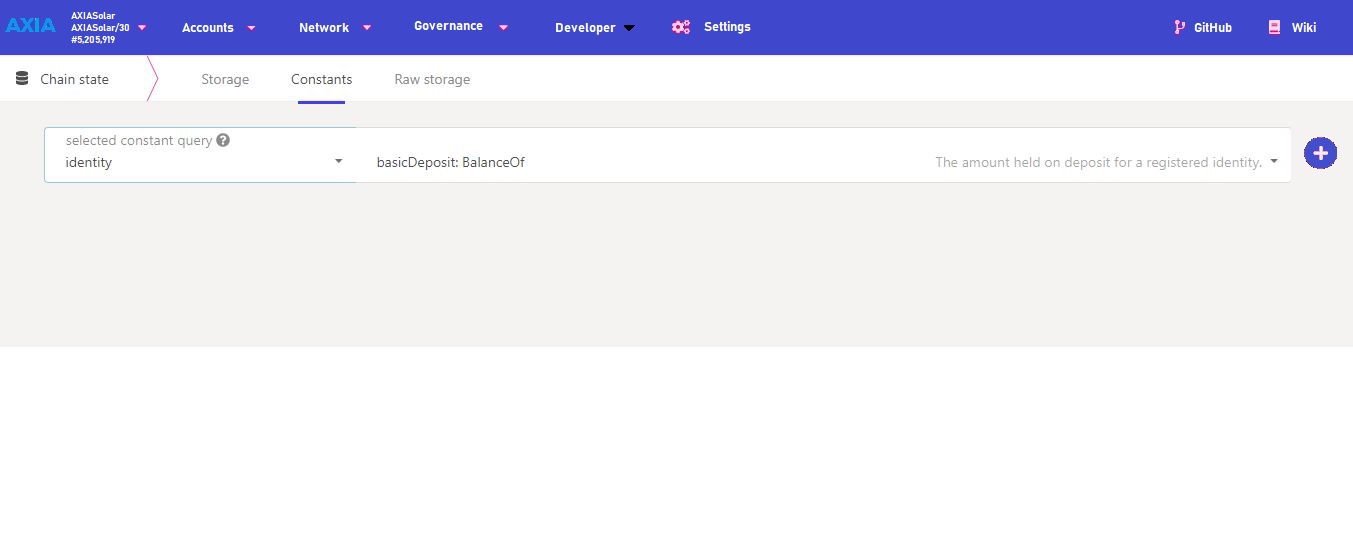 AXIA
AXIASolar
AXIASolar/30
#5,205,919
Accounts
Network
Governance
Developer
Settings
GitHub
Wiki
Chain state
Storage
Constants
Raw storage
selected constant query
identity
basicDeposit: BalanceOf
The amount held on deposit for a registered identity.